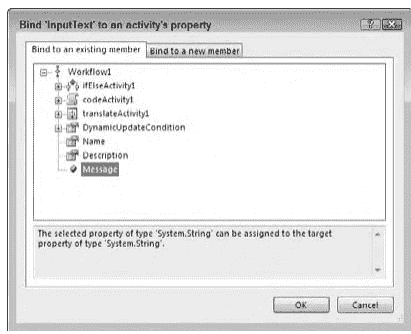 Bind 'InputText' to an activity's property
Bind to an existing member
Bind to a new member
Workflow1
ifElseActivity1
codeActivity1
translateActivity1
DynamicUpdateCondition
Name
Description
Message
The selected property of type 'System.String' can be assigned to the target
property of type 'System.String'.
OK
Cancel